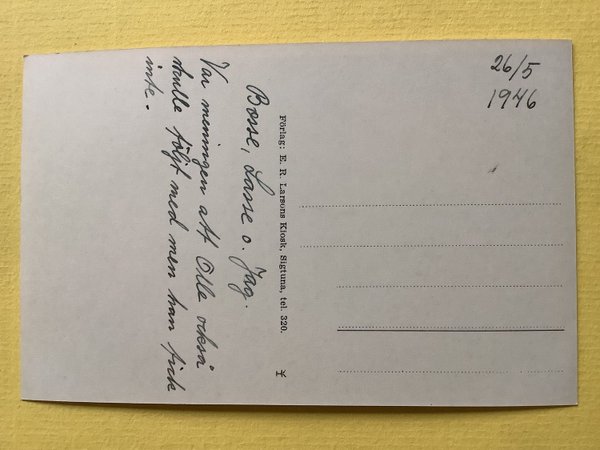 Bosse, Lasse o. Jag.
Var meningen att Olle också
skulle följt med men han fick
inte.
Förlag: E. R. Larsons Kiosk, Sigtuna, tel. 320.
26/5
1946